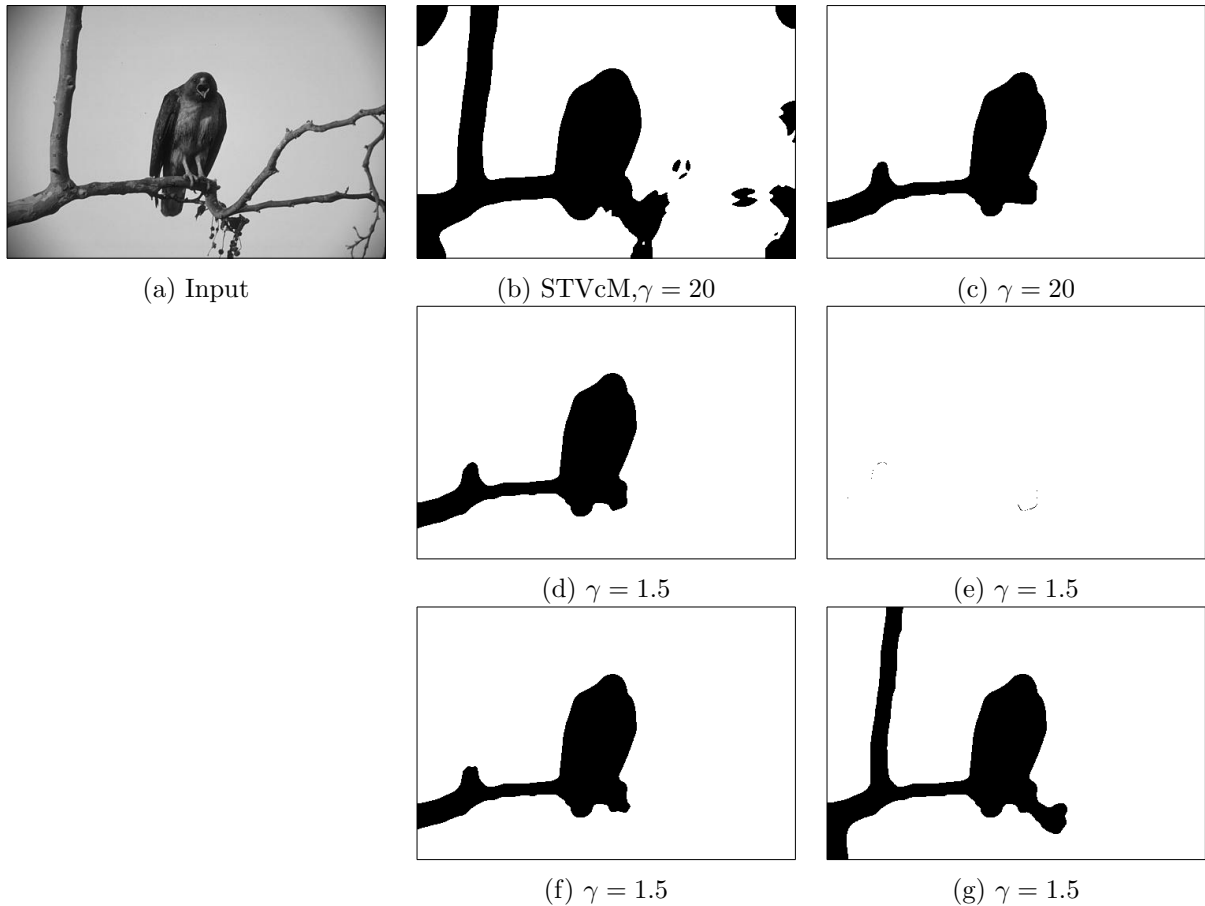 (a) Input
(b) STVcM,γ = 20
(c) γ = 20
(d) γ = 1.5
(e) γ = 1.5
(f) γ = 1.5
(g) γ = 1.5